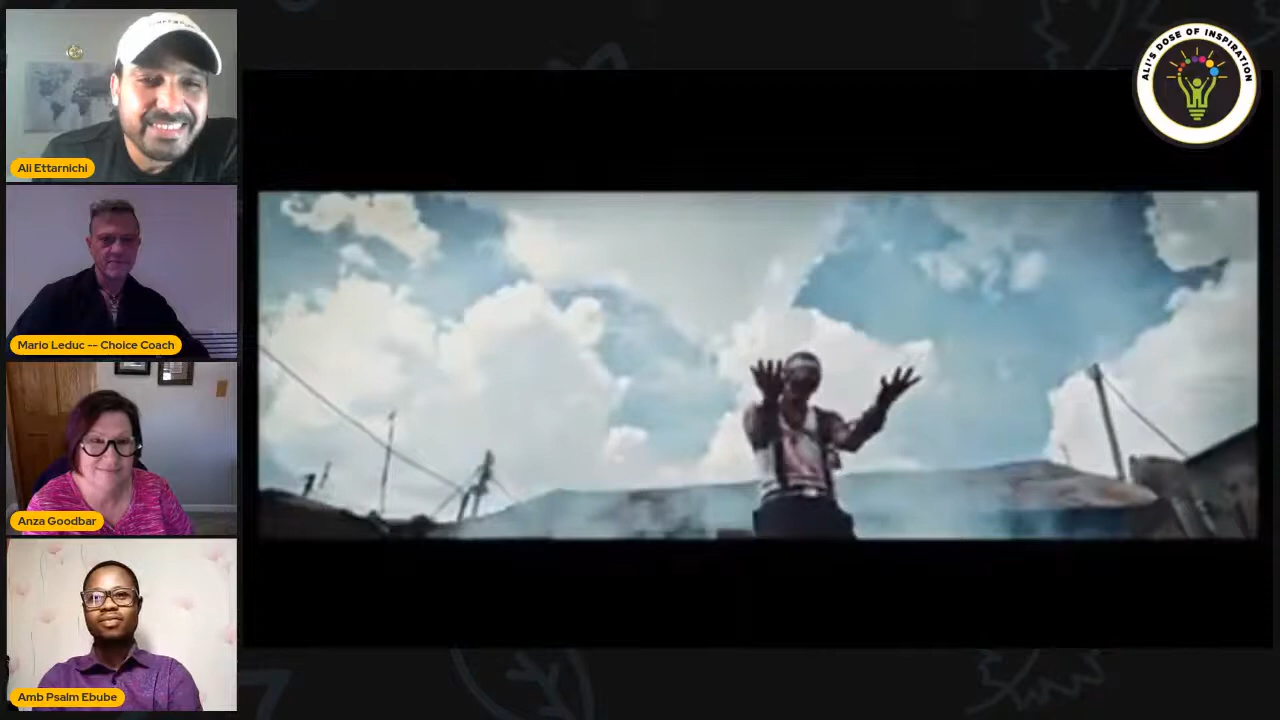 Ali Ettarnichi
Mario Leduc -- Choice Coach
Anza Goodbar
Amb Psalm Ebube
ALI'S DOSE OF INSPIRATION